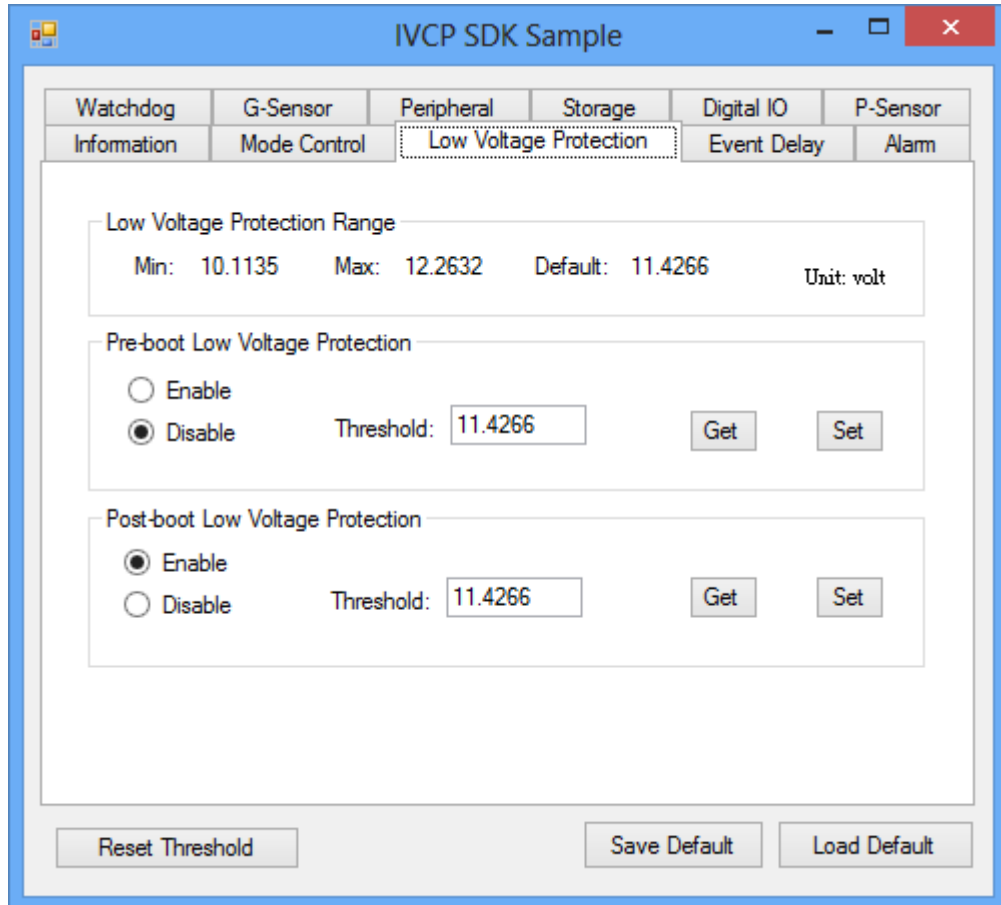 IVCP SDK Sample
Watchdog G-Sensor Peripheral Storage Digital IO P-Sensor
Information Mode Control Low Voltage Protection Event Delay Alarm
Low Voltage Protection Range
Min: 10.1135 Max: 12.2632 Default: 11.4266 Unit: volt
Pre-boot Low Voltage Protection
Enable
Disable Threshold: 11.4266 Get Set
Post-boot Low Voltage Protection
Enable
Disable Threshold: 11.4266 Get Set
Reset Threshold Save Default Load Default